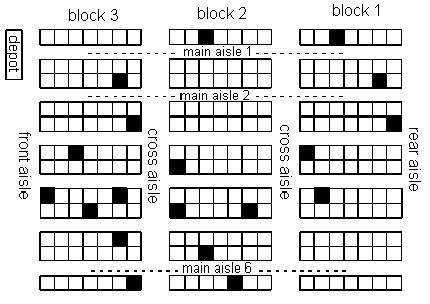 block 3
block 2
block 1
depot
main aisle 1
main aisle 2
front aisle
cross aisle
cross aisle
rear aisle
main aisle 6